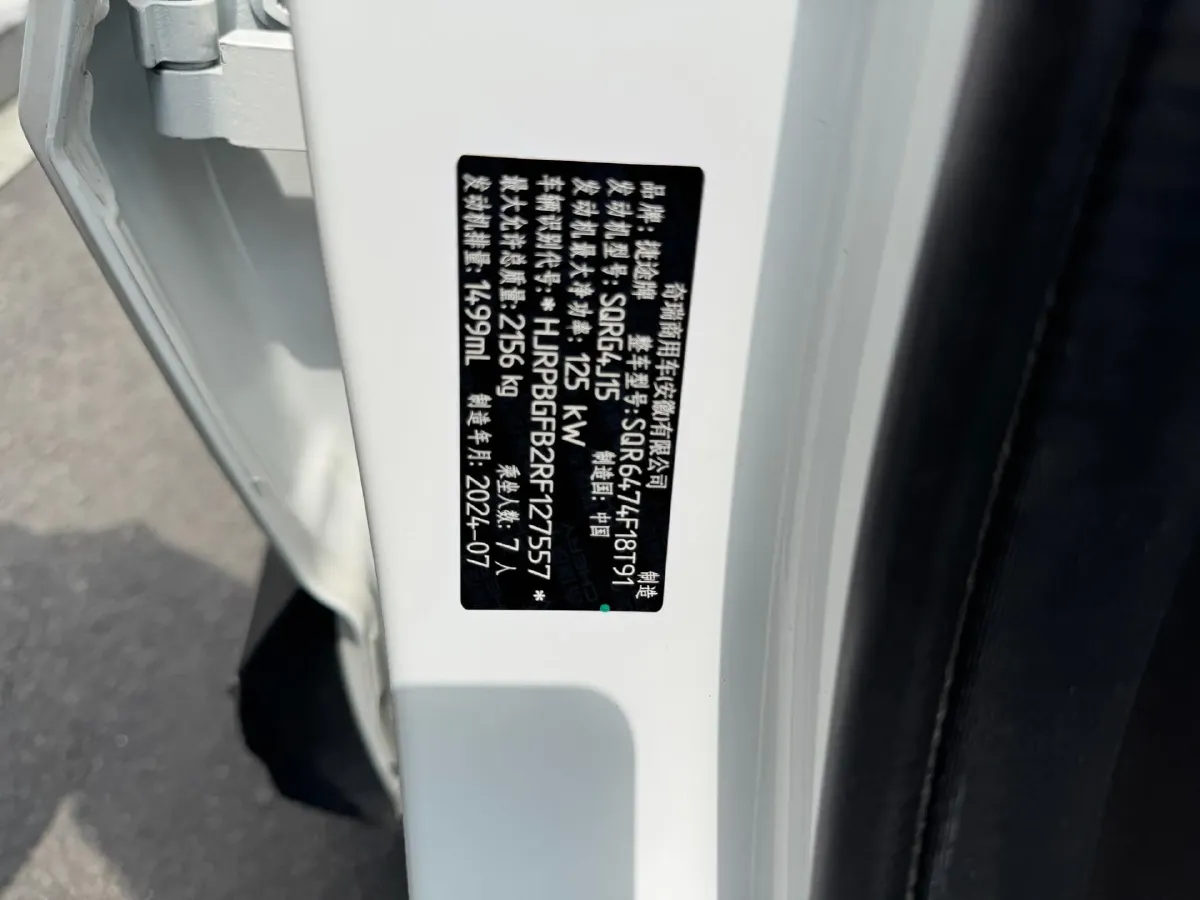 奇瑞商用车(安徽)有限公司 制造
品牌: 捷途牌 整车型号:SQR6474F18T91
发动机型号: SQRG4J15 制造国: 中国
发动机最大净功率: 125 kW
车辆识别代号: *HJRPBGFB2RF127557*
最大允许总质量:2156 kg 乘坐人数: 7 人
发动机排量:1499mL 制造年月: 2024-07